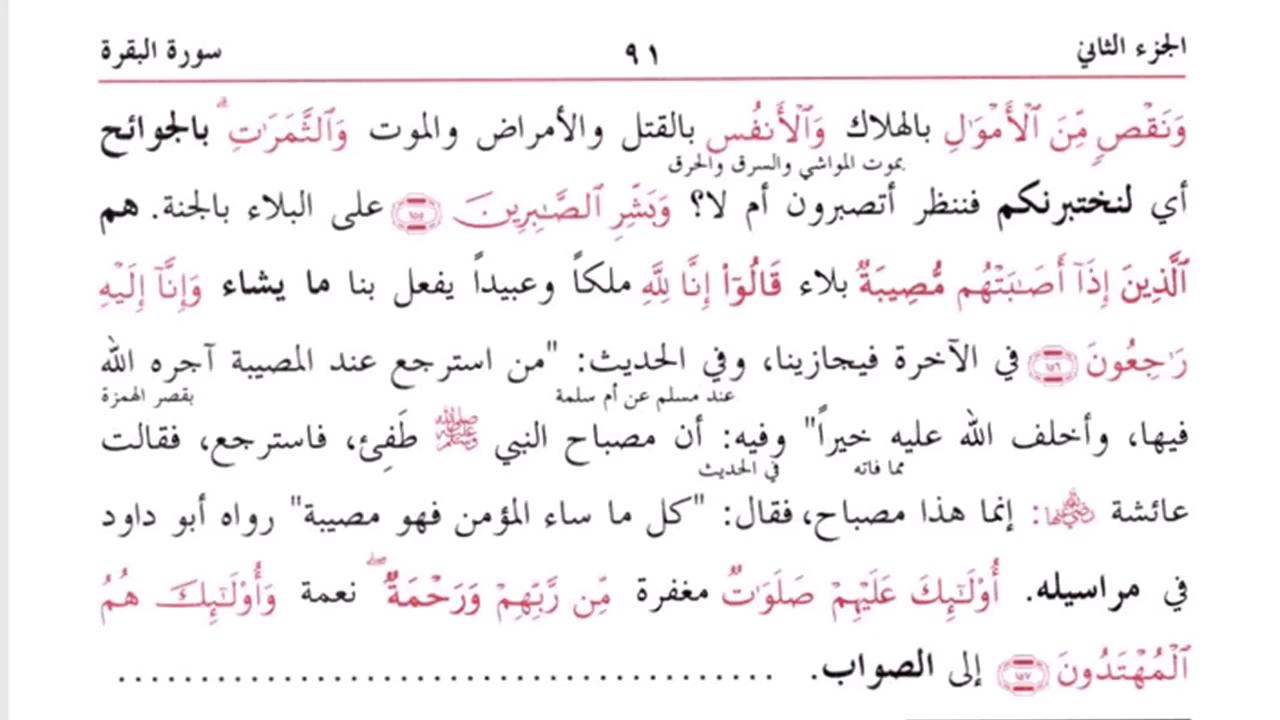 الجزء الثاني ٩١ سورة البقرة
وَنَقْصٍ مِّنَ ٱلْأَمْوَٰلِ بالهلاك وَٱلْأَنفُسِ بالقتل والأمراض والموت وَٱلثَّمَرَٰتِ ۗ بالجوائح
بموت المواشي والسرق والحرق
أي لنختبرنكم فننظر أتصبرون أم لا؟ وَبَشِّرِ ٱلصَّـٰبِرِينَ ١٥٥ على البلاء بالجنة. هم
ٱلَّذِينَ إِذَآ أَصَـٰبَتْهُم مُّصِيبَةٌ بلاء قَالُوٓا۟ إِنَّا لِلَّهِ ملكاً وعبيداً يفعل بنا ما يشاء وَإِنَّآ إِلَيْهِ
رَٰجِعُونَ ١٥٦ في الآخرة فيجازينا، وفي الحديث: "من استرجع عند المصيبة آجره الله
عند مسلم عن أم سلمة بقصر الهمزة
فيها، وأخلف الله عليه خيراً" وفيه: أن مصباح النبي ﷺ طَفِئ، فاسترجع، فقالت
مما فاته في الحديث
عائشة رضي الله عنها: إنما هذا مصباح، فقال: "كل ما ساء المؤمن فهو مصيبة" رواه أبو داود
في مراسيله. أُو۟لَـٰٓئِكَ عَلَيْهِمْ صَلَوَٰتٌ مغفرة مِّن رَّبِّهِمْ وَرَحْمَةٌ ۖ نعمة وَأُو۟لَـٰٓئِكَ هُمُ
ٱلْمُهْتَدُونَ ١٥٧ إلى الصواب. ........................................